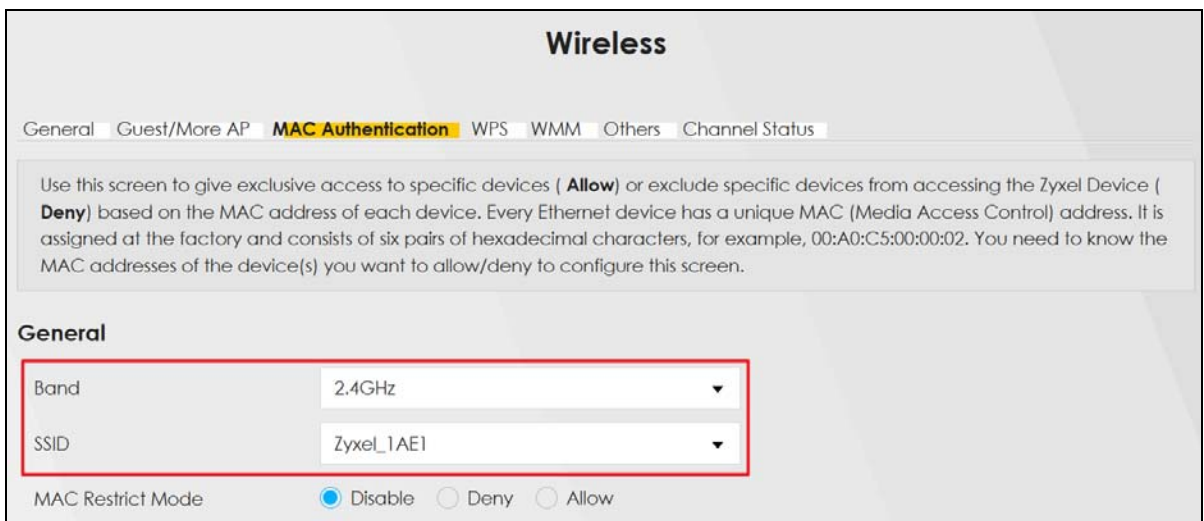 Wireless
General Guest/More AP MAC Authentication WPS WMM Others Channel Status
Use this screen to give exclusive access to specific devices ( Allow) or exclude specific devices from accessing the Zyxel Device (
Deny) based on the MAC address of each device. Every Ethernet device has a unique MAC (Media Access Control) address. It is
assigned at the factory and consists of six pairs of hexadecimal characters, for example, 00:A0:C5:00:00:02. You need to know the
MAC addresses of the device(s) you want to allow/deny to configure this screen.
General
Band 2.4GHz
SSID Zyxel_1AE1
MAC Restrict Mode Disable Deny Allow